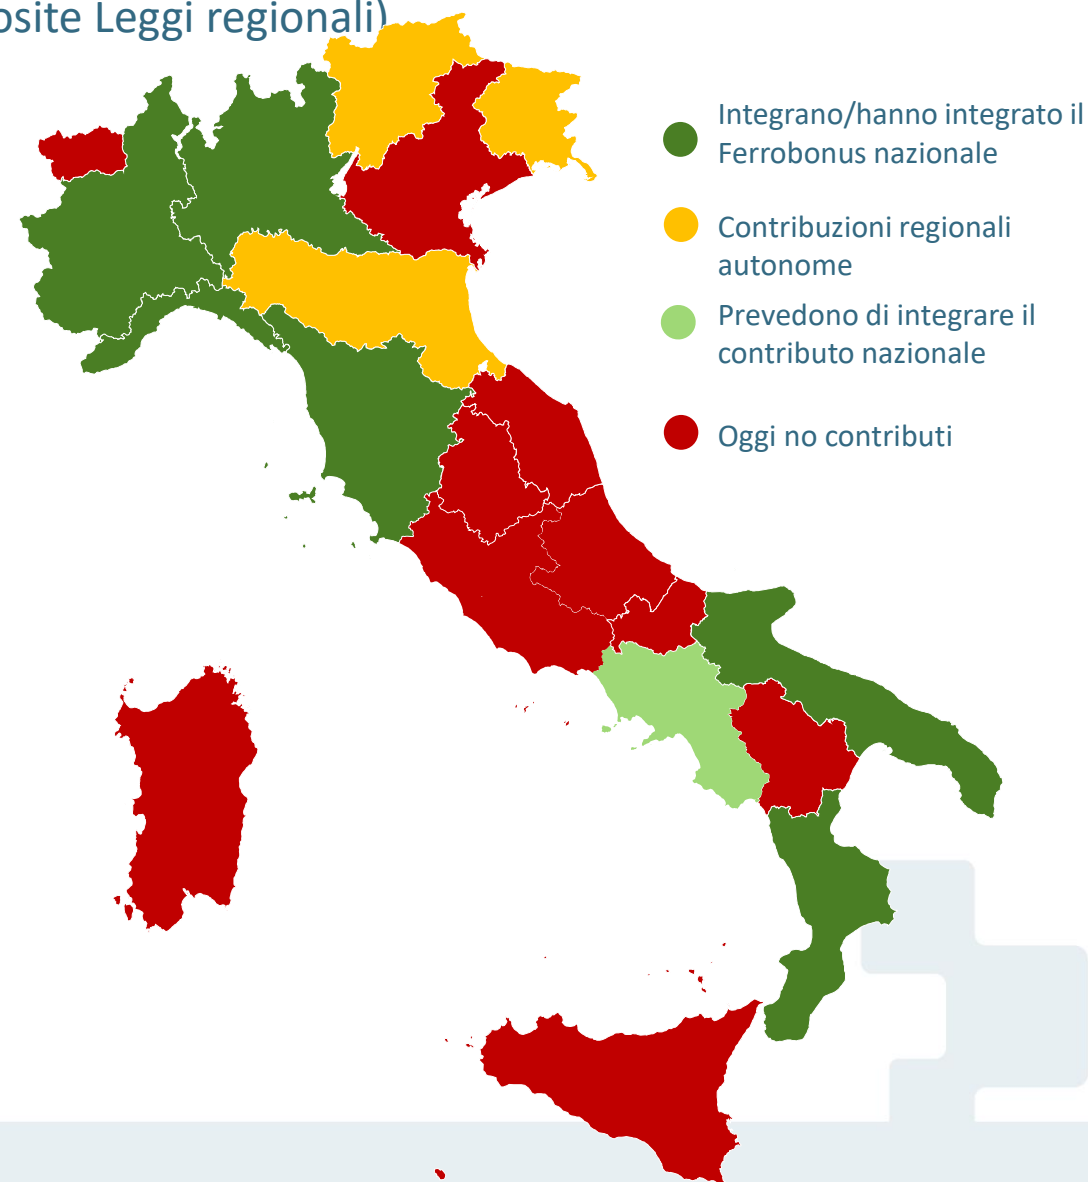 osite Leggi regionali)
Integrano/hanno integrato il
Ferrobonus nazionale
Contribuzioni regionali
autonome
Prevedono di integrare il
contributo nazionale
Oggi no contributi